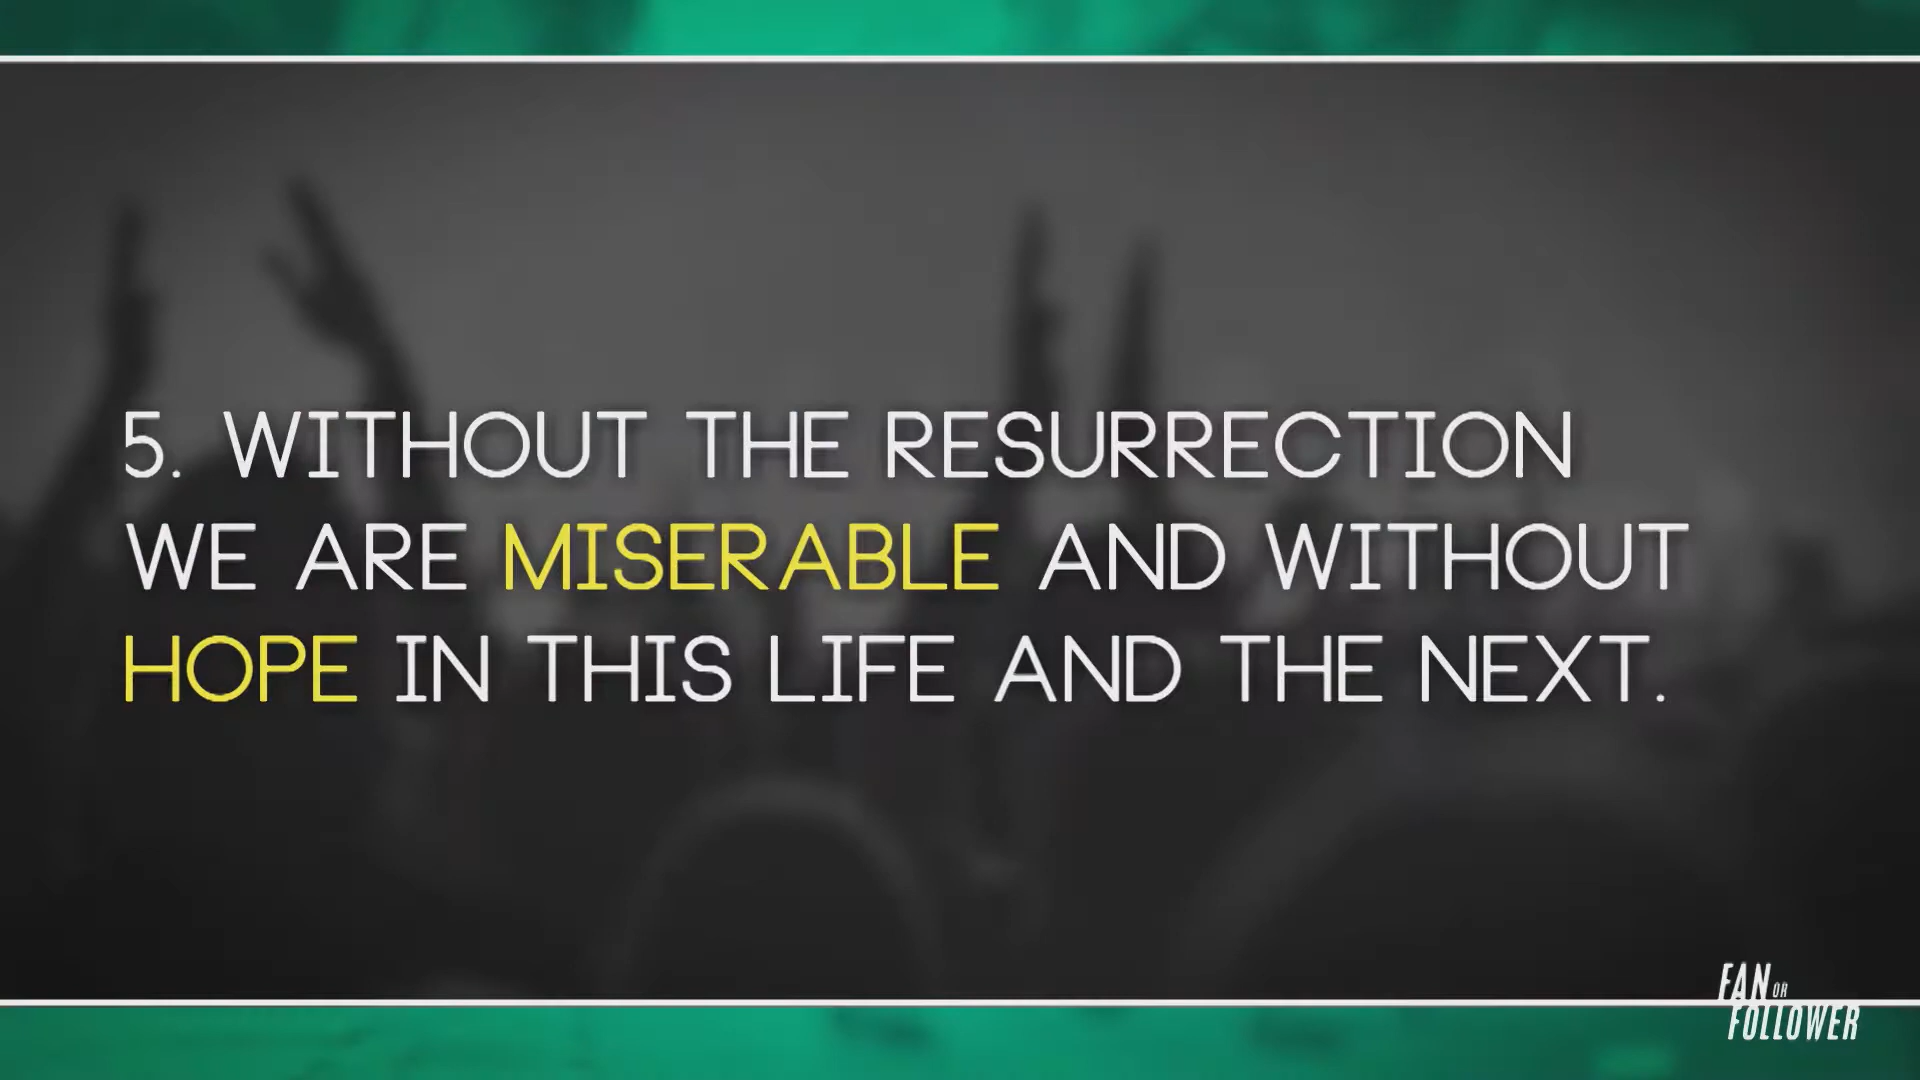 5. WITHOUT THE RESURRECTION
WE ARE MISERABLE AND WITHOUT
HOPE IN THIS LIFE AND THE NEXT.
FAN OR
FOLLOWER